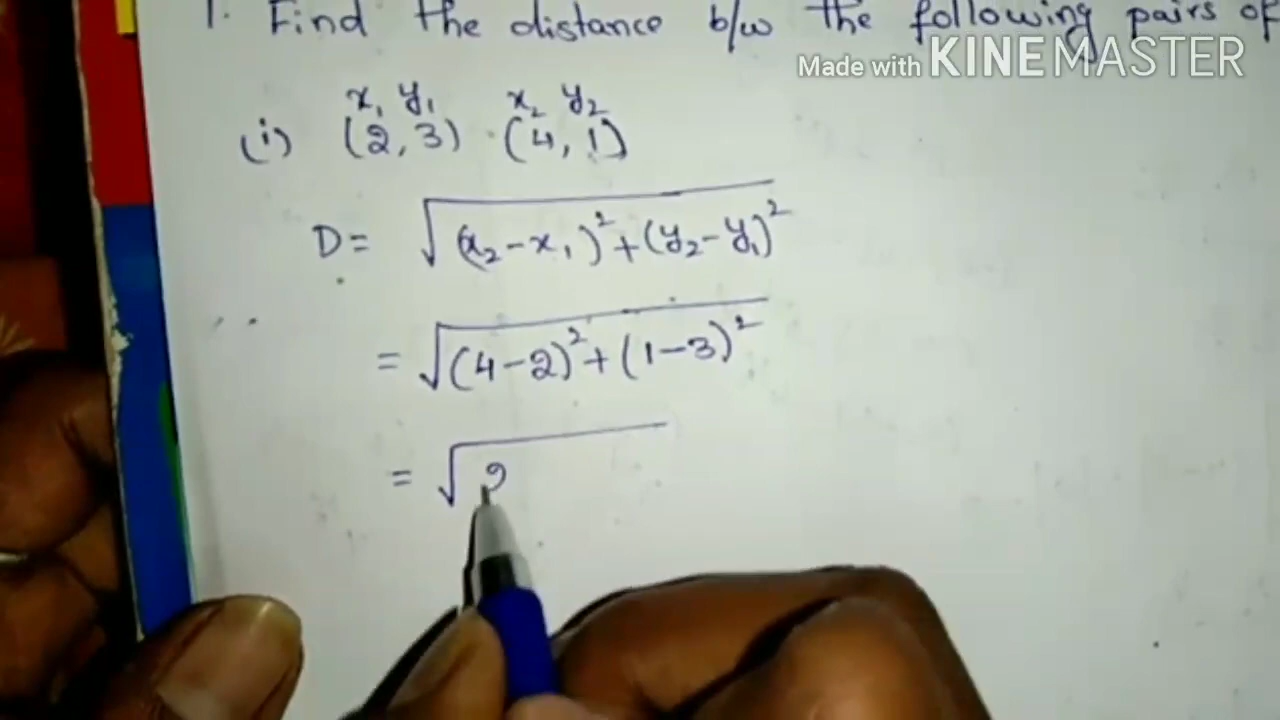 1. Find the distance b/w the following pairs of
Made with KINEMASTER
x₁ y₁ x₂ y₂
(i) (2, 3) (4, 1)
D = √(x₂-x₁)²+(y₂-y₁)²
= √(4-2)²+(1-3)²
= √2